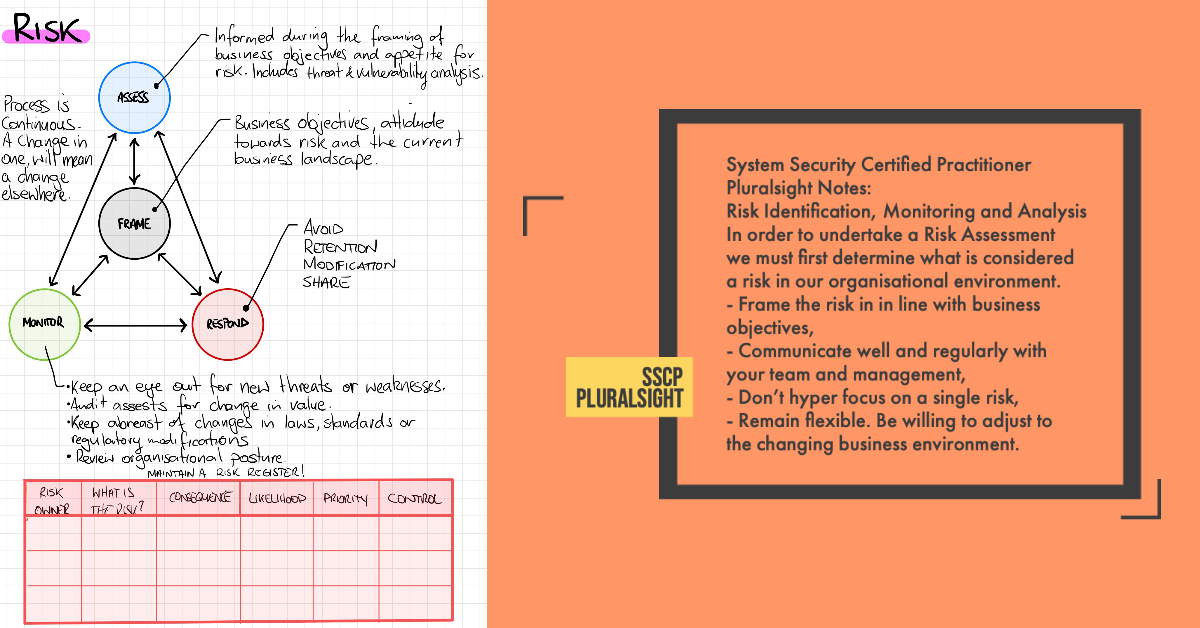 RISK
Informed during the framing of
business objectives and appetite for
risk. Includes threat & vulnerability analysis.
ASSESS
Process is
Continuous.
A Change in
one, will mean
a change
elsewhere.
Business objectives, attidude
towards risk and the current
business landscape.
FRAME
AVOID
RETENTION
MODIFICATION
SHARE
MONITOR
RESPOND
•Keep an eye out for new threats or weaknesses.
•Audit assests for change in value.
•Keep abreast of changes in laws, standards or
regulatory modifications
• Review organisational posture.
MAINTAIN A RISK REGISTER!
RISK OWNER
WHAT IS THE RISK?
CONSEQUENCE
LIKELIHOOD
PRIORITY
CONTROL
System Security Certified Practitioner
Pluralsight Notes:
Risk Identification, Monitoring and Analysis
In order to undertake a Risk Assessment
we must first determine what is considered
a risk in our organisational environment.
- Frame the risk in in line with business
objectives,
- Communicate well and regularly with
your team and management,
- Don't hyper focus on a single risk,
- Remain flexible. Be willing to adjust to
the changing business environment.
SSCP
PLURALSIGHT